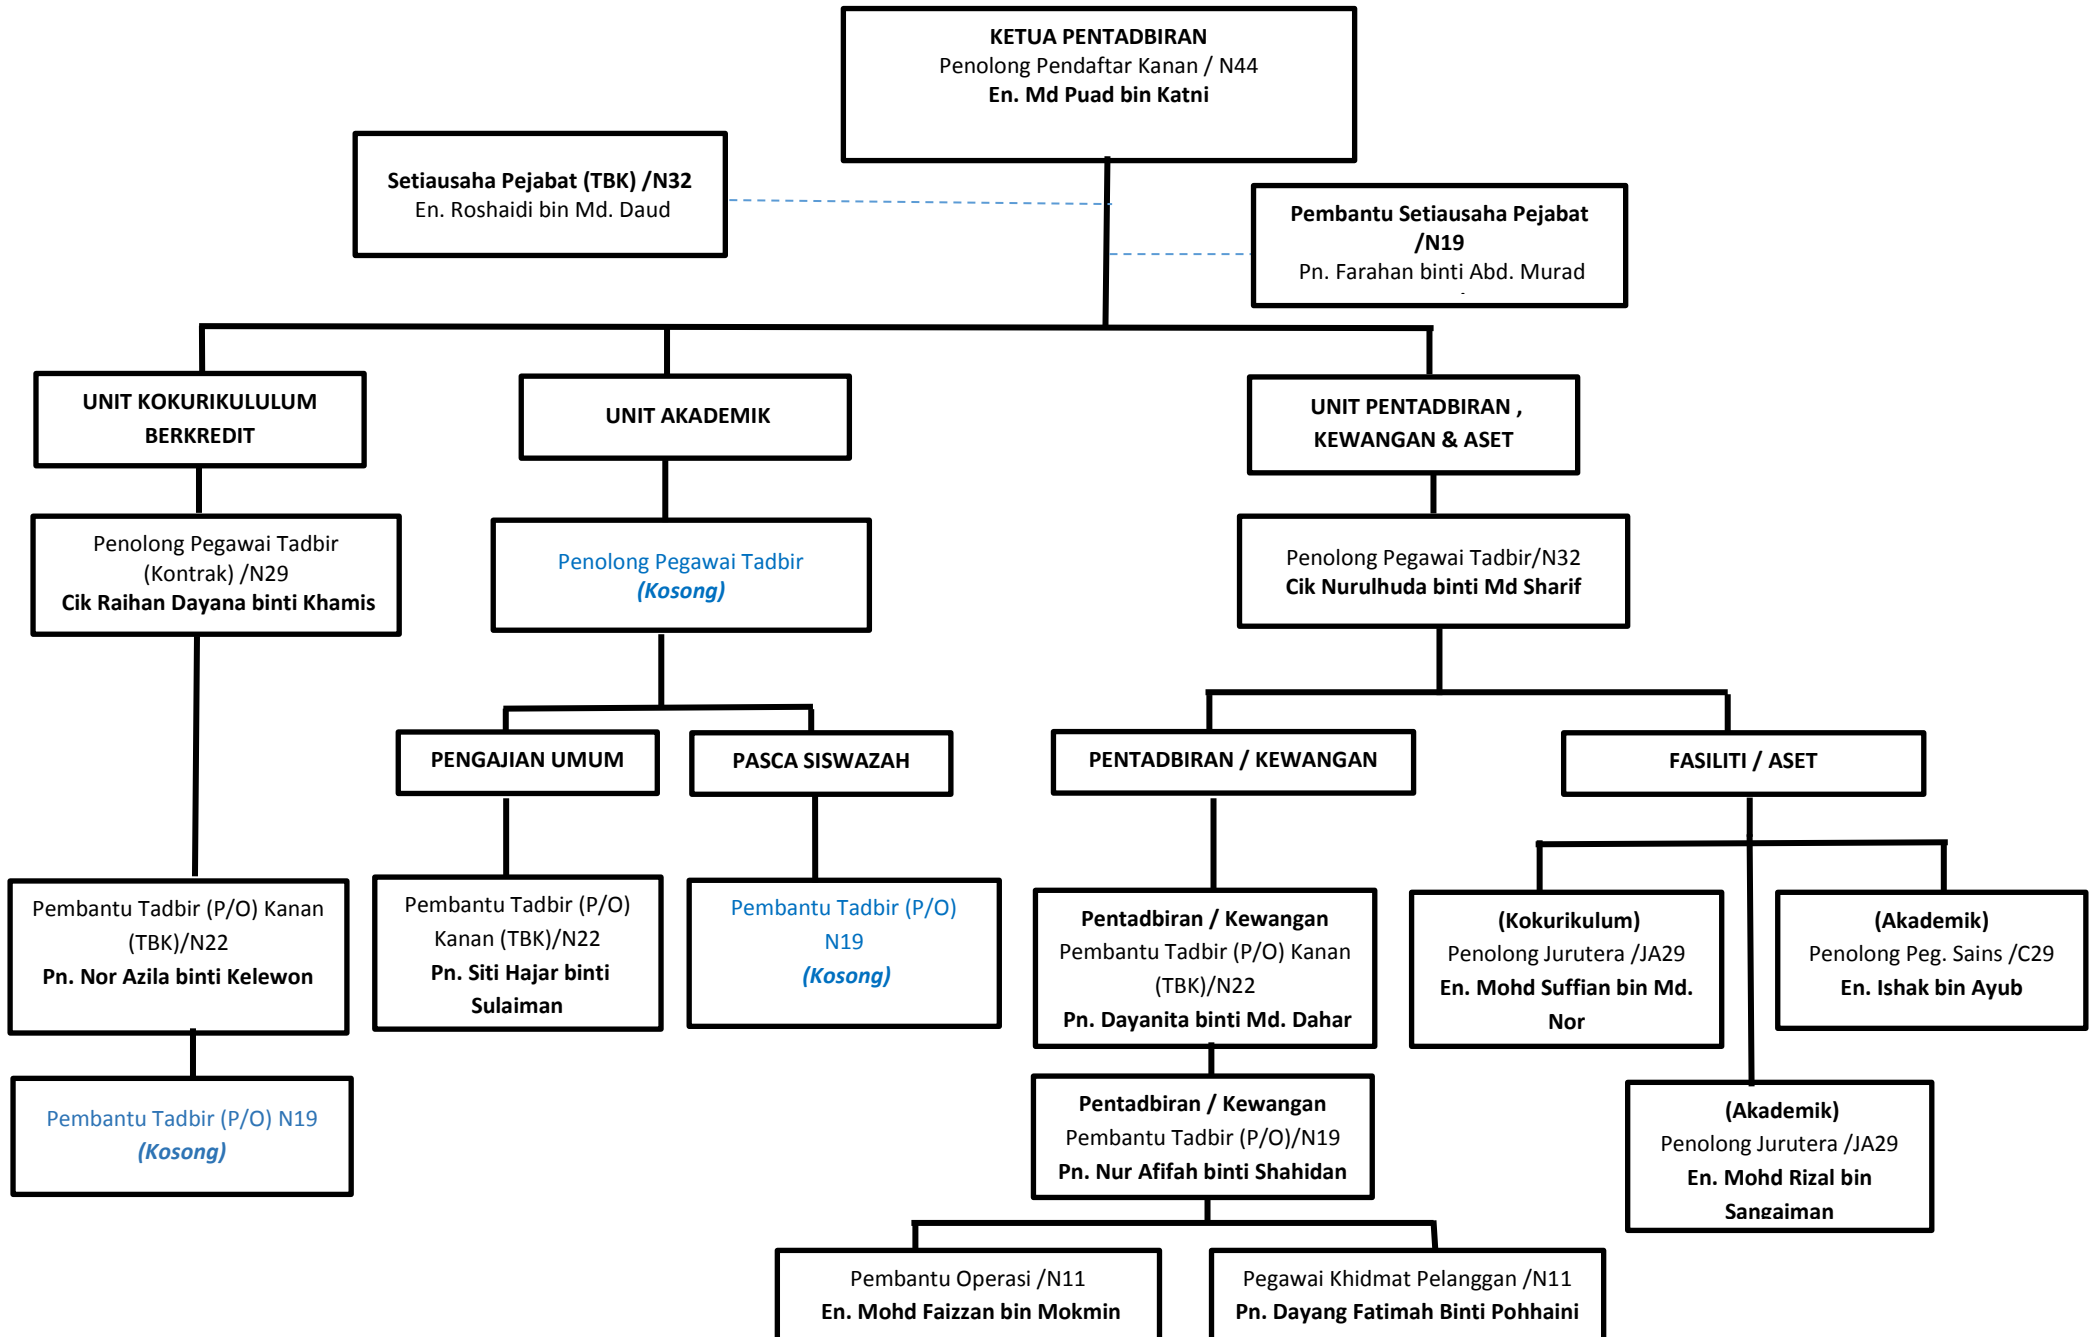 KETUA PENTADBIRAN
Penolong Pendaftar Kanan / N44
En. Md Puad bin Katni
Setiausaha Pejabat (TBK) /N32
En. Roshaidi bin Md. Daud
Pembantu Setiausaha Pejabat
/N19
Pn. Farahan binti Abd. Murad
UNIT KOKURIKULULUM
BERKREDIT
UNIT AKADEMIK
UNIT PENTADBIRAN ,
KEWANGAN & ASET
Penolong Pegawai Tadbir
(Kontrak) /N29
Cik Raihan Dayana binti Khamis
Penolong Pegawai Tadbir
(Kosong)
Penolong Pegawai Tadbir/N32
Cik Nurulhuda binti Md Sharif
PENGAJIAN UMUM
PASCA SISWAZAH
PENTADBIRAN / KEWANGAN
FASILITI / ASET
Pembantu Tadbir (P/O) Kanan
(TBK)/N22
Pn. Nor Azila binti Kelewon
Pembantu Tadbir (P/O)
Kanan (TBK)/N22
Pn. Siti Hajar binti
Sulaiman
Pembantu Tadbir (P/O)
N19
(Kosong)
Pentadbiran / Kewangan
Pembantu Tadbir (P/O) Kanan
(TBK)/N22
Pn. Dayanita binti Md. Dahar
(Kokurikulum)
Penolong Jurutera /JA29
En. Mohd Suffian bin Md.
Nor
(Akademik)
Penolong Peg. Sains /C29
En. Ishak bin Ayub
Pembantu Tadbir (P/O) N19
(Kosong)
Pentadbiran / Kewangan
Pembantu Tadbir (P/O)/N19
Pn. Nur Afifah binti Shahidan
(Akademik)
Penolong Jurutera /JA29
En. Mohd Rizal bin
Sangaiman
Pembantu Operasi /N11
En. Mohd Faizzan bin Mokmin
Pegawai Khidmat Pelanggan /N11
Pn. Dayang Fatimah Binti Pohhaini